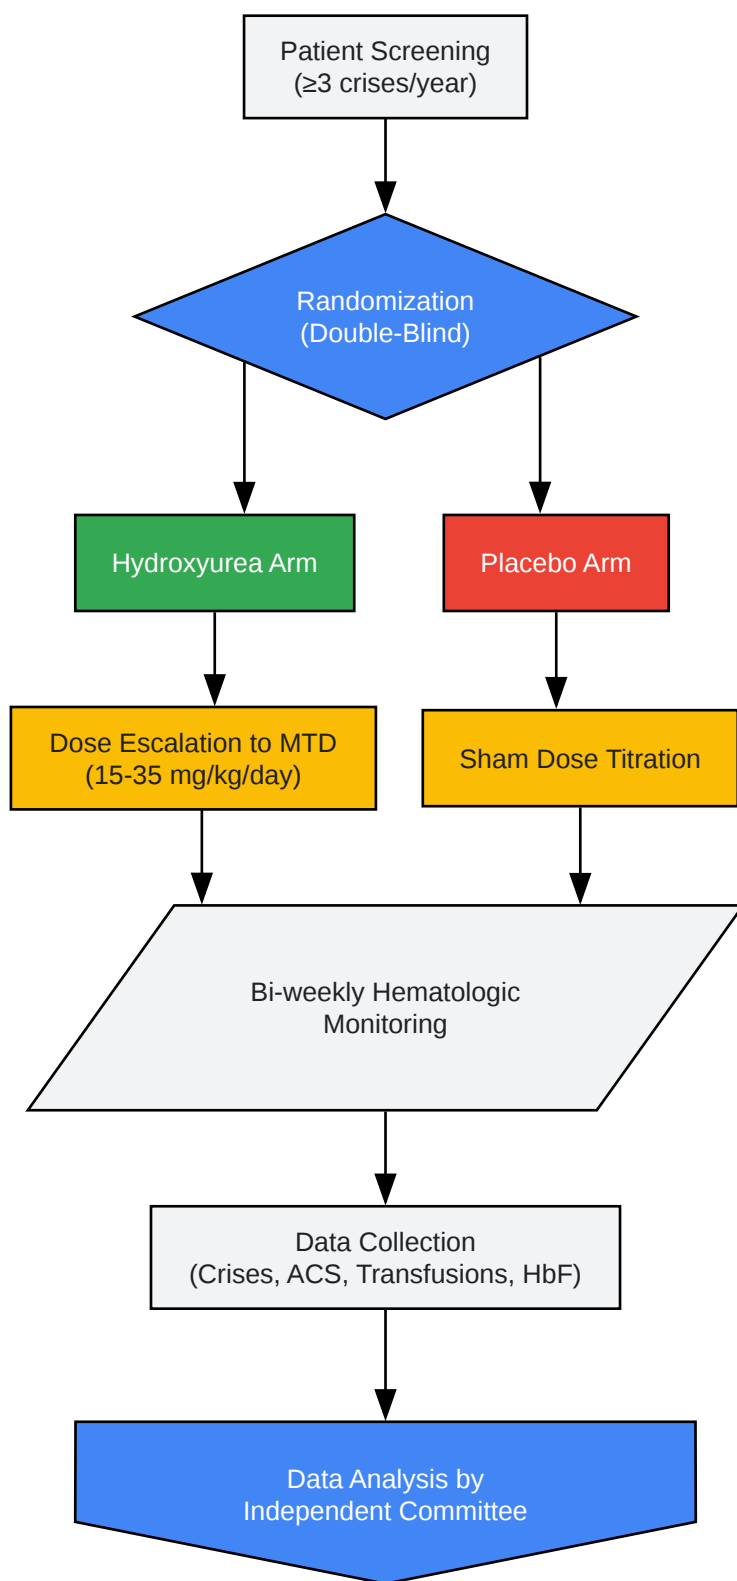 Patient Screening
(≥3 crises/year)
Randomization
(Double-Blind)
Hydroxyurea Arm
Placebo Arm
Dose Escalation to MTD
(15-35 mg/kg/day)
Sham Dose Titration
Bi-weekly Hematologic
Monitoring
Data Collection
(Crises, ACS, Transfusions, HbF)
Data Analysis by
Independent Committee